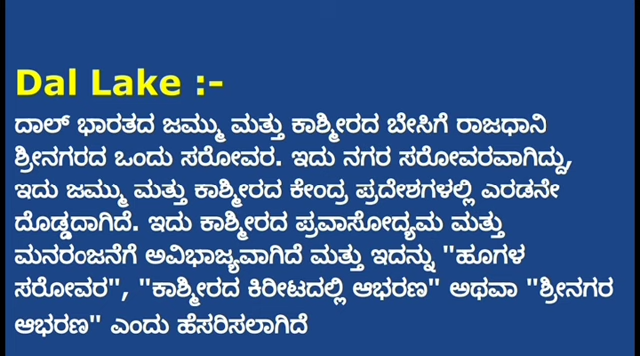 Dal Lake :-
ದಾಲ್ ಭಾರತದ ಜಮ್ಮು ಮತ್ತು ಕಾಶ್ಮೀರದ ಬೇಸಿಗೆ ರಾಜಧಾನಿ
ಶ್ರೀನಗರದ ಒಂದು ಸರೋವರ. ಇದು ನಗರ ಸರೋವರವಾಗಿದ್ದು,
ಇದು ಜಮ್ಮು ಮತ್ತು ಕಾಶ್ಮೀರದ ಕೇಂದ್ರ ಪ್ರದೇಶಗಳಲ್ಲಿ ಎರಡನೇ
ದೊಡ್ಡದಾಗಿದೆ. ಇದು ಕಾಶ್ಮೀರದ ಪ್ರವಾಸೋದ್ಯಮ ಮತ್ತು
ಮನರಂಜನೆಗೆ ಅವಿಭಾಜ್ಯವಾಗಿದೆ ಮತ್ತು ಇದನ್ನು "ಹೂಗಳ
ಸರೋವರ", "ಕಾಶ್ಮೀರದ ಕಿರೀಟದಲ್ಲಿ ಆಭರಣ" ಅಥವಾ "ಶ್ರೀನಗರ
ಆಭರಣ" ಎಂದು ಹೆಸರಿಸಲಾಗಿದೆ